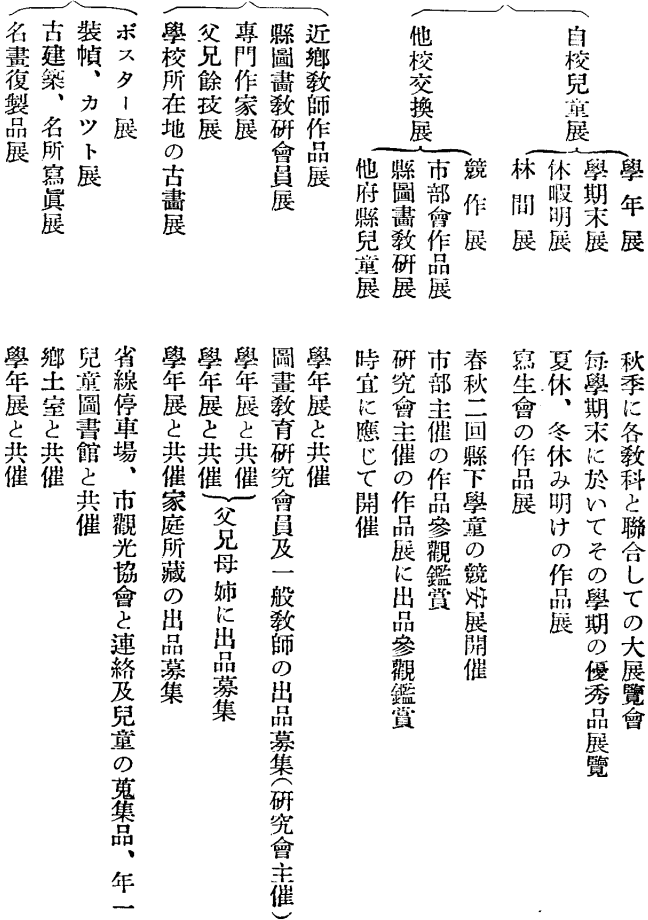 自校兒童展
學年展　秋季に各教科と聯合しての大展覽會
學期末展　每學期末に於いてその學期の優秀品展覽
休暇明展　夏休、冬休み明けの作品展
林間展　寫生會の作品展
他校交換展
競作展　春秋二回縣下學童の競作展開催
市部會作品展　市部主催の作品參觀鑑賞
縣圖畫教硏展　硏究會主催の作品展に出品參觀鑑賞
他府縣兒童展　時宜に應じて開催
近鄕教師作品展　學年展と共催
縣圖畫教硏會員展　圖畫教育硏究會員及一般教師の出品募集(硏究會主催)
專門作家展　學年展と共催
父兄餘技展　學年展と共催
父兄母姉に出品募集
學校所在地の古畵展　學年展と共催家庭所藏の出品募集
ポスター展　省線停車場、市觀光協會と連絡及兒童の蒐集品、年一
裝幀、カツト展　兒童圖書館と共催
古建築、名所寫眞展　鄕土室と共催
名畫復製品展　學年展と共催